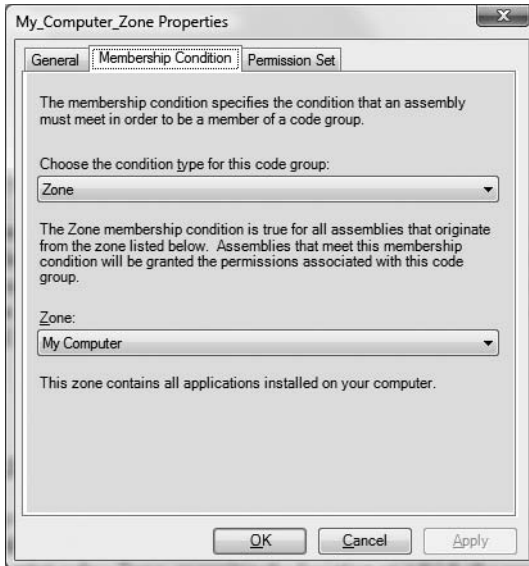 My_Computer_Zone Properties
General
Membership Condition
Permission Set
The membership condition specifies the condition that an assembly
must meet in order to be a member of a code group.
Choose the condition type for this code group:
Zone
The Zone membership condition is true for all assemblies that originate
from the zone listed below. Assemblies that meet this membership
condition will be granted the permissions associated with this code
group.
Zone:
My Computer
This zone contains all applications installed on your computer.
OK
Cancel
Apply